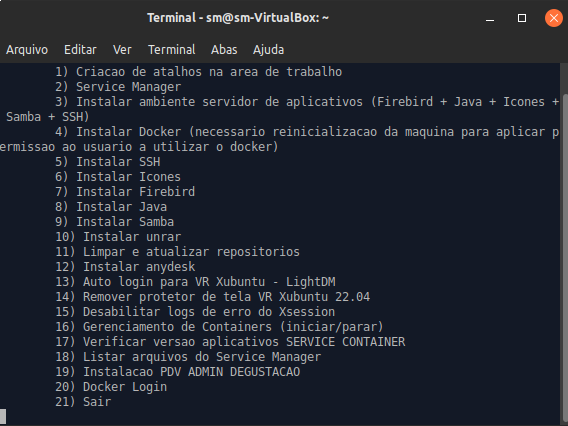 Terminal - sm@sm-VirtualBox: ~
Arquivo Editar Ver Terminal Abas Ajuda
1) Criacao de atalhos na area de trabalho
2) Service Manager
3) Instalar ambiente servidor de aplicativos (Firebird + Java + Icones +
Samba + SSH)
4) Instalar Docker (necessario reinicializacao da maquina para aplicar p
ermissao ao usuario a utilizar o docker)
5) Instalar SSH
6) Instalar Icones
7) Instalar Firebird
8) Instalar Java
9) Instalar Samba
10) Instalar unrar
11) Limpar e atualizar repositorios
12) Instalar anydesk
13) Auto login para VR Xubuntu - LightDM
14) Remover protetor de tela VR Xubuntu 22.04
15) Desabilitar logs de erro do Xsession
16) Gerenciamento de Containers (iniciar/parar)
17) Verificar versao aplicativos SERVICE CONTAINER
18) Listar arquivos do Service Manager
19) Instalacao PDV ADMIN DEGUSTACAO
20) Docker Login
21) Sair